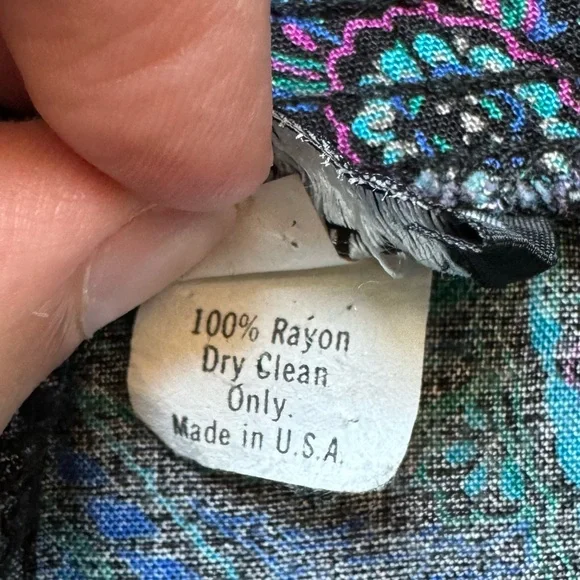 100% Rayon
Dry Clean
Only.
Made in U.S.A.